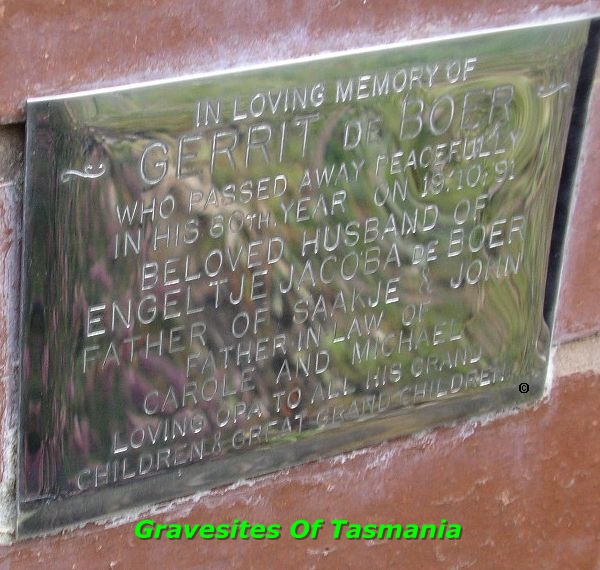 IN LOVING MEMORY OF
GERRIT DE BOER
WHO PASSED AWAY PEACEFULLY
IN HIS 80TH YEAR ON 19.10.91
BELOVED HUSBAND OF
ENGELTJE JACOBA DE BOER
FATHER OF SAAKJE & JOHN
FATHER IN LAW OF
CAROLE AND MICHAEL
LOVING OPA TO ALL HIS GRAND
CHILDREN & GREAT GRAND CHILDREN
©
Gravesites Of Tasmania